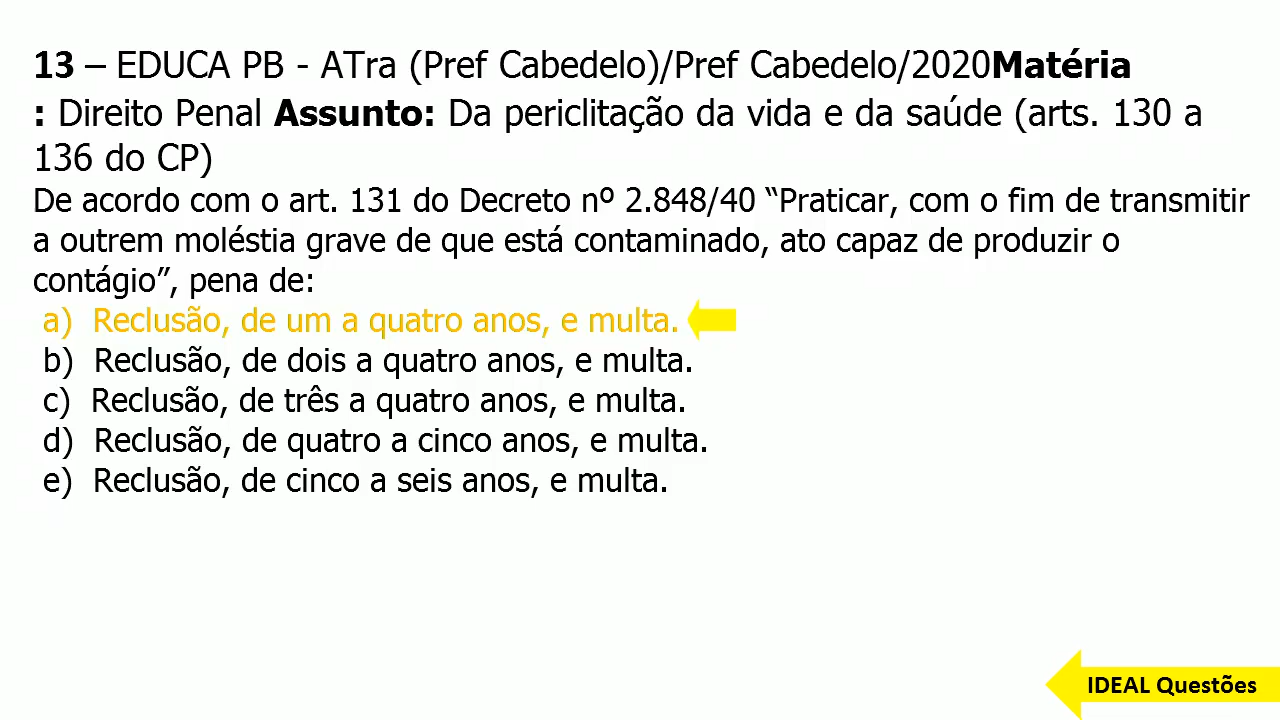 13 – EDUCA PB - ATra (Pref Cabedelo)/Pref Cabedelo/2020Matéria
: Direito Penal Assunto: Da periclitação da vida e da saúde (arts. 130 a
136 do CP)
De acordo com o art. 131 do Decreto nº 2.848/40 “Praticar, com o fim de transmitir
a outrem moléstia grave de que está contaminado, ato capaz de produzir o
contágio”, pena de:
a) Reclusão, de um a quatro anos, e multa.
b) Reclusão, de dois a quatro anos, e multa.
c) Reclusão, de três a quatro anos, e multa.
d) Reclusão, de quatro a cinco anos, e multa.
e) Reclusão, de cinco a seis anos, e multa.
IDEAL Questões